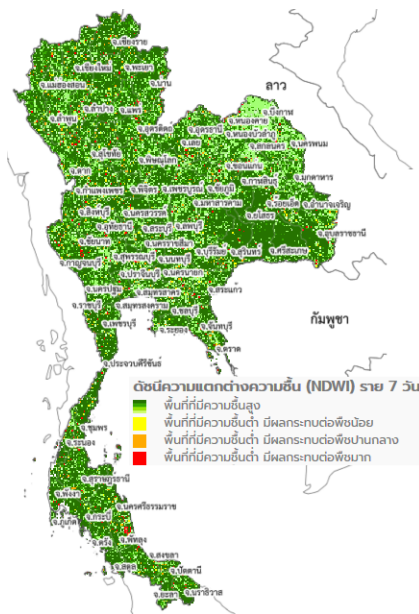 จ.เชียงราย
จ.เชียงใหม่ จ.พะเยา
จ.แม่ฮ่องสอน จ.น่าน
จ.ลำปาง จ.แพร่
จ.ลำพูน
จ.อุตรดิตถ์
จ.สุโขทัย
จ.ตาก จ.พิษณุโลก
ลาว
จ.บึงกาฬ
จ.หนองคาย
จ.อุดรธานี
จ.หนองบัวลำภู
จ.เลย
จ.สกลนคร จ.นครพนม
จ.ขอนแก่น
จ.กาฬสินธุ์ จ.มุกดาหาร
จ.กำแพงเพชร จ.พิจิตร จ.เพชรบูรณ์ จ.ชัยภูมิ
จ.มหาสารคาม จ.ร้อยเอ็ด จ.อำนาจเจริญ
จ.ยโสธร
จ.สิงห์บุรี จ.นครสวรรค์
จ.อุทัยธานี จ.สระบุรี จ.ลพบุรี
จ.อุบลราชธานี
จ.ชัยนาท จ.นครราชสีมา
จ.บุรีรัมย์ จ.สุรินทร์ จ.ศรีสะเกษ
จ.กาญจนบุรี จ.สุพรรณบุรี จ.นนทบุรี
จ.ปราจีนบุรี จ.นครนายก
จ.นครปฐม จ.สมุทรสาคร จ.สระแก้ว
จ.ราชบุรี จ.สมุทรสงคราม จ.ชลบุรี
จ.เพชรบุรี จ.ระยอง จ.จันทบุรี
จ.ตราด
กัมพูชา
จ.ประจวบคีรีขันธ์
ดัชนีความแตกต่างความชื้น (NDWI) ราย 7 วัน
พื้นที่ที่มีความชื้นสูง
พื้นที่ที่มีความชื้นต่ำ มีผลกระทบต่อพืชน้อย
พื้นที่ที่มีความชื้นต่ำ มีผลกระทบต่อพืชปานกลาง
พื้นที่ที่มีความชื้นต่ำ มีผลกระทบต่อพืชมาก
จ.ชุมพร
จ.ระนอง
จ.สุราษฎร์ธานี
จ.พังงา
จ.นครศรีธรรมราช
จ.ภูเก็ต จ.กระบี่
จ.ตรัง จ.พัทลุง
จ.สงขลา
จ.สตูล จ.ปัตตานี
จ.ยะลา จ.นราธิวาส